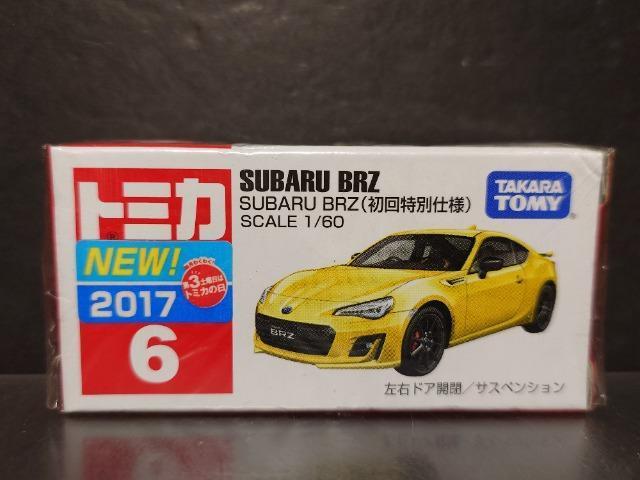 トミカ
SUBARU BRZ
SUBARU BRZ(初回特別仕様)
SCALE 1/60
TAKARA
TOMY
NEW!
2017
第3土曜日は
トミカの日
6
BRZ
左右ドア開閉/サスペンション